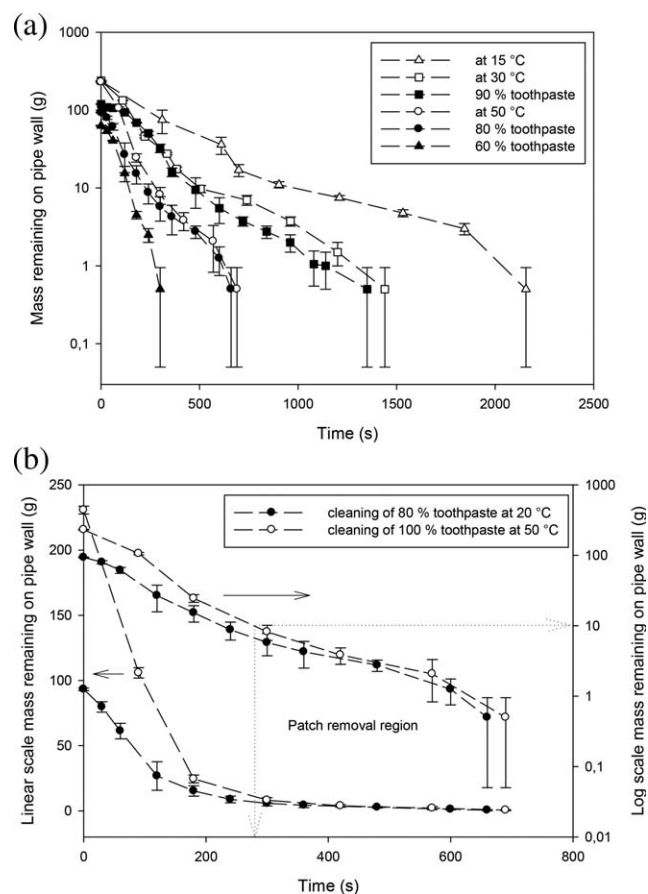 (a)
1000
100
10
1
0,1
Mass remaining on pipe wall (g)
at 15 °C
at 30 °C
90 % toothpaste
at 50 °C
80 % toothpaste
60 % toothpaste
0 500 1000 1500 2000 2500
Time (s)
(b)
250
200
150
100
50
0
Linear scale mass remaining on pipe wall (g)
cleaning of 80 % toothpaste at 20 °C
cleaning of 100 % toothpaste at 50 °C
Patch removal region
1000
100
10
1
0,1
0,01
Log scale mass remaining on pipe wall (g)
0 200 400 600 800
Time (s)